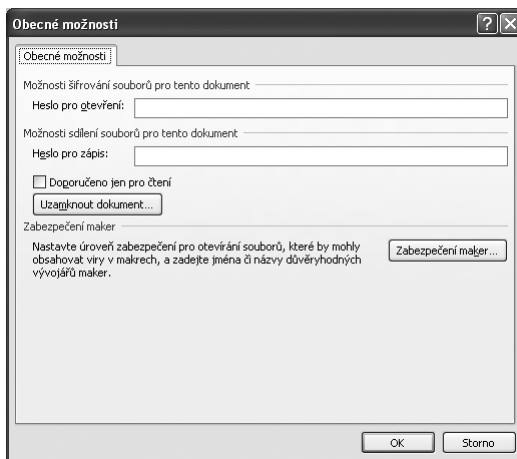 Obecné možnosti
Obecné možnosti
Možnosti šifrování souborů pro tento dokument
Heslo pro otevření:
Možnosti sdílení souborů pro tento dokument
Heslo pro zápis:
Doporučeno jen pro čtení
Uzamknout dokument...
Zabezpečení maker
Nastavte úroveň zabezpečení pro otevírání souborů, které by mohly
obsahovat viry v makrech, a zadejte jména či názvy důvěryhodných
vývojářů maker.
Zabezpečení maker...
OK
Storno